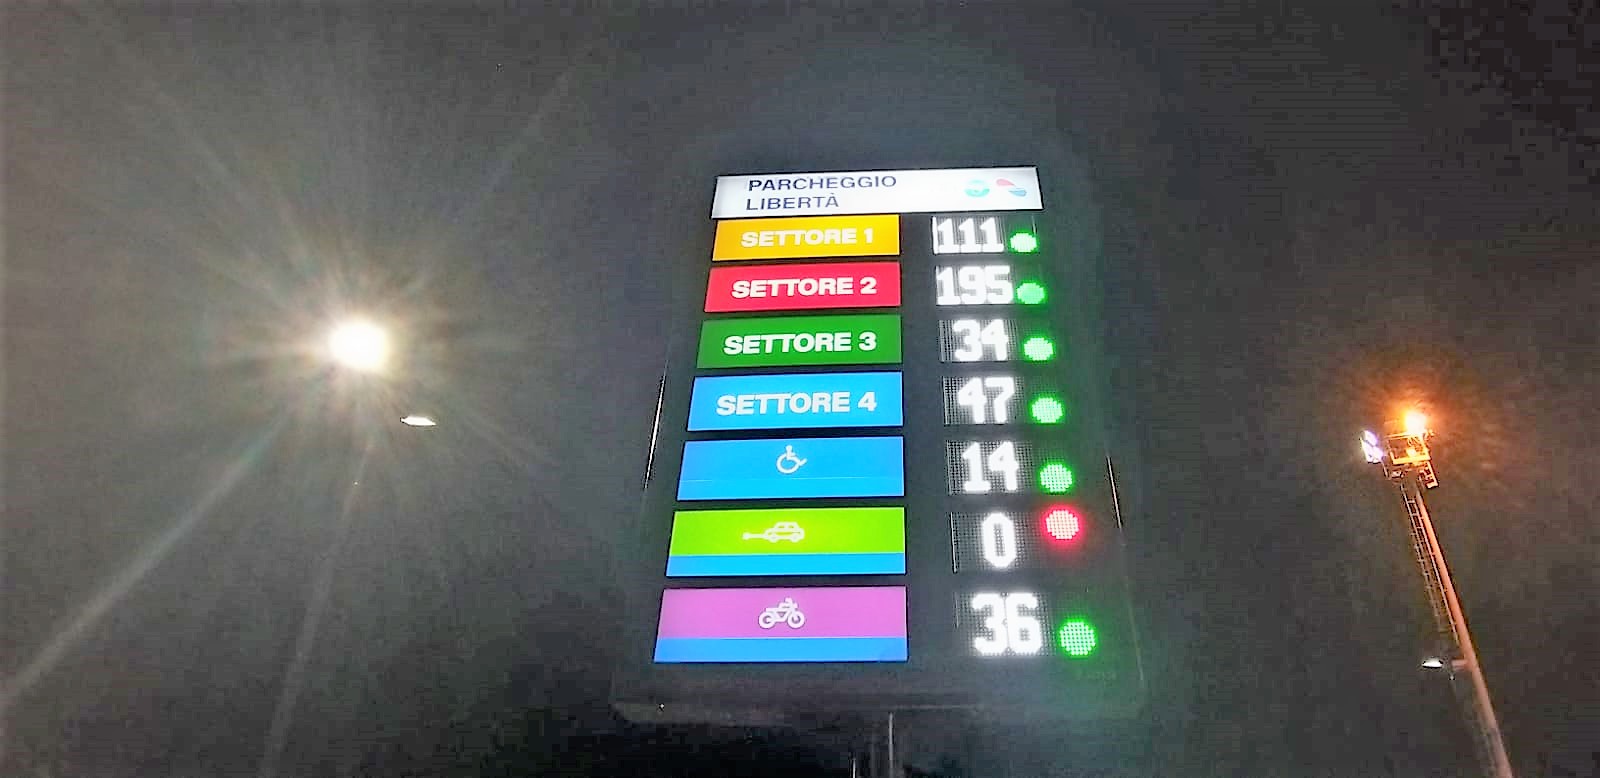 PARCHEGGIO
LIBERTÀ
SETTORE 1 111
SETTORE 2 195
SETTORE 3 34
SETTORE 4 47
14
0
36